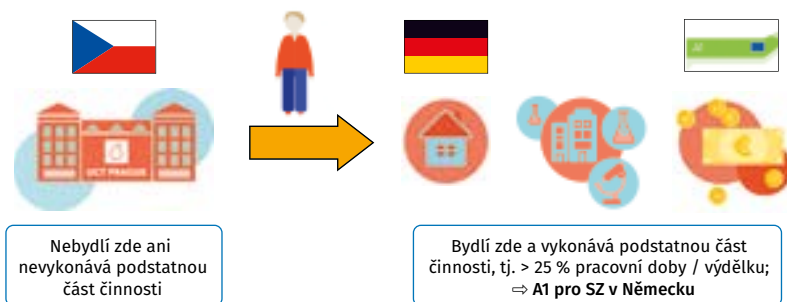 UCT PRAGUE
Nebydlí zde ani
nevykonává podstatnou
část činnosti
Bydlí zde a vykonává podstatnou část
činnosti, tj. > 25 % pracovní doby / výdělku;
⇨ A1 pro SZ v Německu